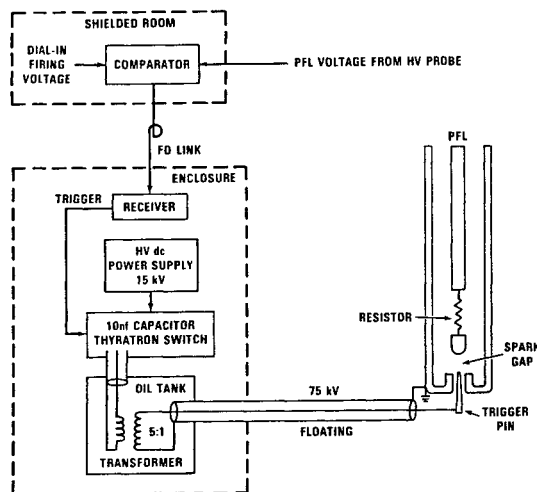 SHIELDED ROOM
DIAL-IN
FIRING
VOLTAGE
COMPARATOR
PFL VOLTAGE FROM HV PROBE
FO LINK
ENCLOSURE
TRIGGER
RECEIVER
HV dc
POWER SUPPLY
15 kV
10nf CAPACITOR
THYRATRON SWITCH
OIL TANK
5:1
TRANSFORMER
75 kV
FLOATING
PFL
RESISTOR
SPARK
GAP
TRIGGER
PIN